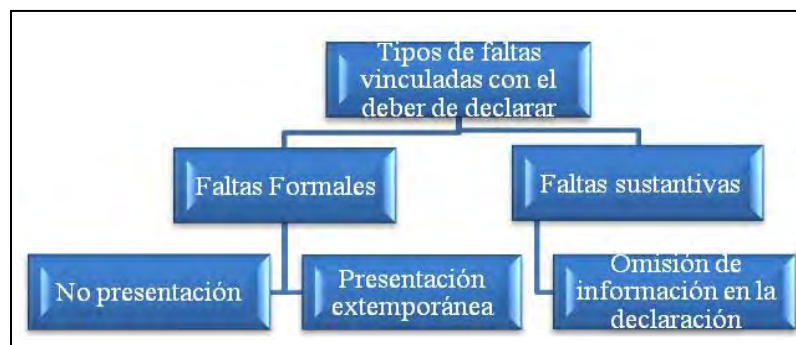 Tipos de faltas
vinculadas con el
deber de declarar
Faltas Formales
Faltas sustantivas
No presentación
Presentación
extemporánea
Omisión de
información en la
declaración